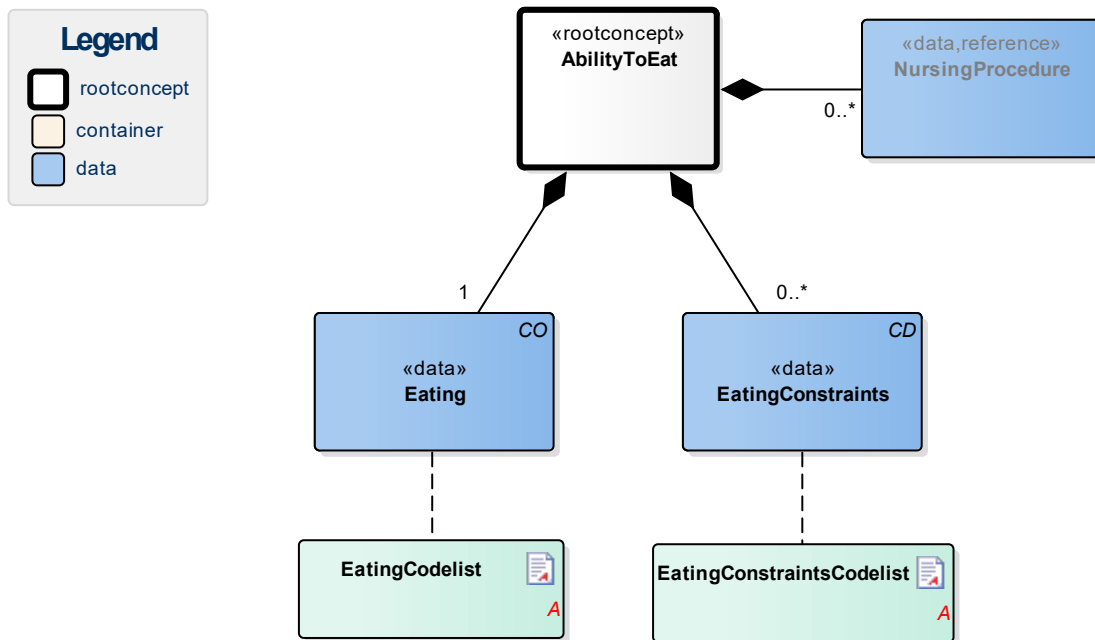 Legend
rootconcept
container
data
«rootconcept»
AbilityToEat
«data,reference»
NursingProcedure
0..*
1
0..*
CO
«data»
Eating
CD
«data»
EatingConstraints
EatingCodelist
A
EatingConstraintsCodelist
A